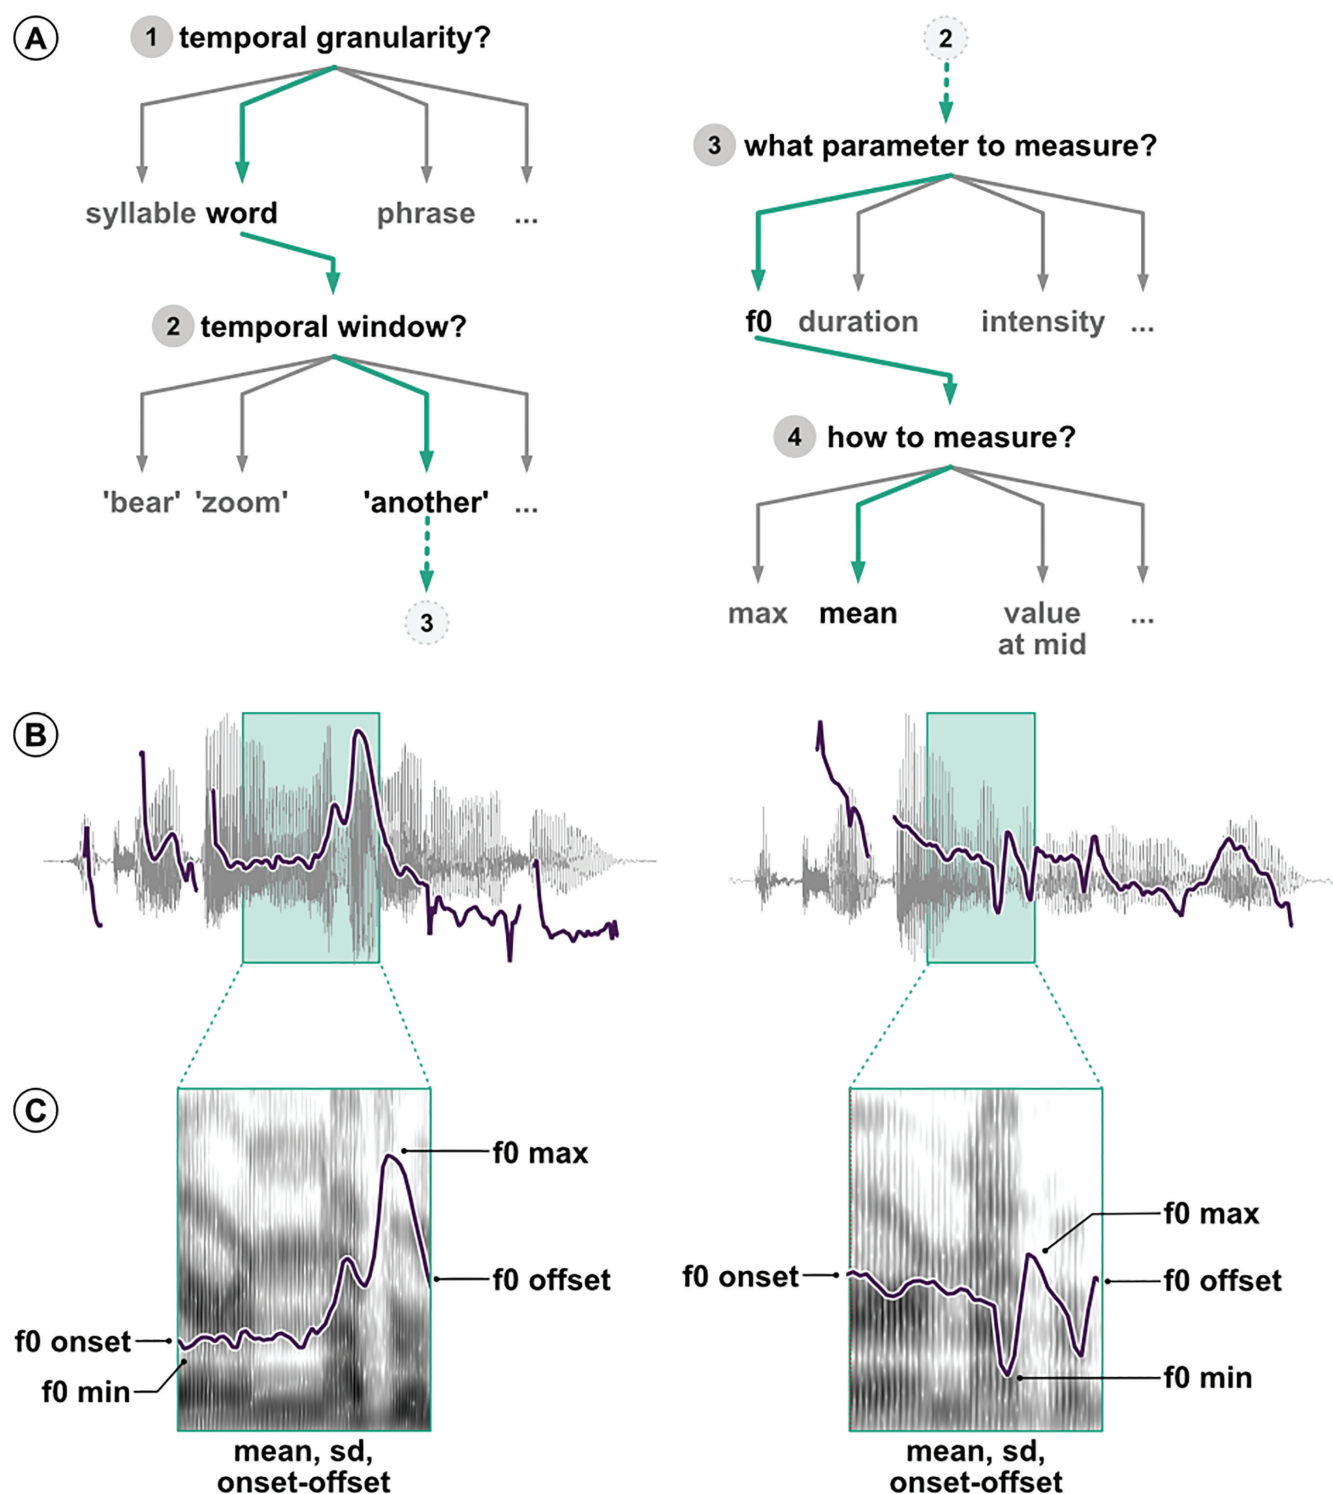 A
1 temporal granularity?
syllable word phrase ...
2 temporal window?
'bear' 'zoom' 'another' ...
3
2
3 what parameter to measure?
f0 duration intensity ...
4 how to measure?
max mean value at mid ...
B
C
f0 max
f0 offset
f0 onset
f0 min
mean, sd,
onset-offset
f0 onset
f0 max
f0 offset
f0 min
mean, sd,
onset-offset